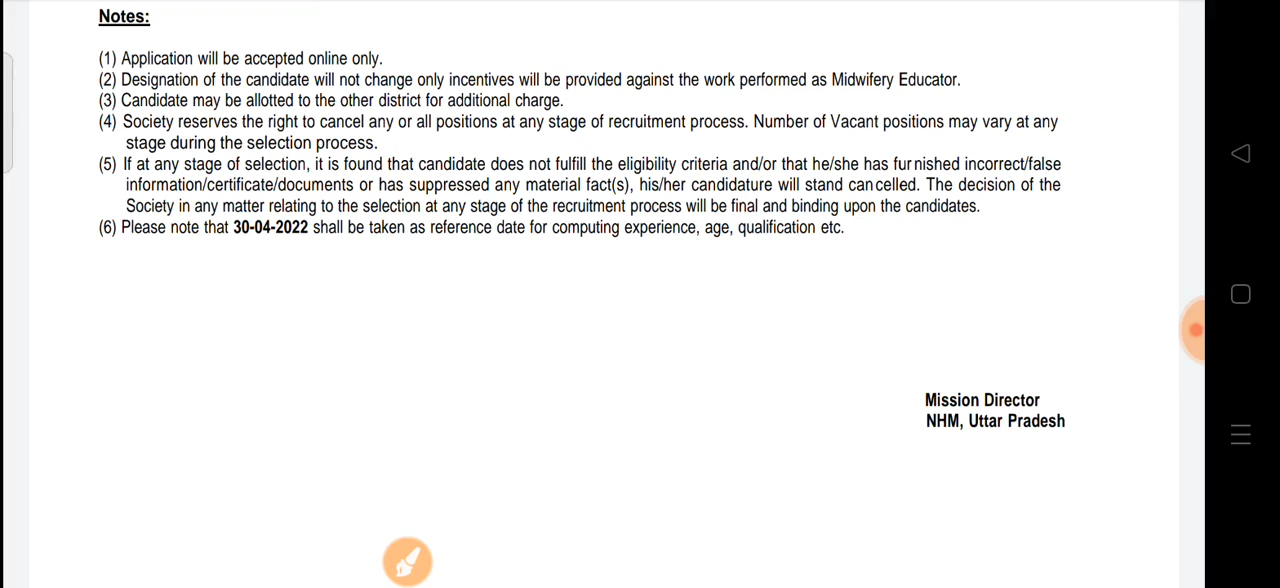 Notes:
(1) Application will be accepted online only.
(2) Designation of the candidate will not change only incentives will be provided against the work performed as Midwifery Educator.
(3) Candidate may be allotted to the other district for additional charge.
(4) Society reserves the right to cancel any or all positions at any stage of recruitment process. Number of Vacant positions may vary at any
stage during the selection process.
(5) If at any stage of selection, it is found that candidate does not fulfill the eligibility criteria and/or that he/she has furnished incorrect/false
information/certificate/documents or has suppressed any material fact(s), his/her candidature will stand cancelled. The decision of the
Society in any matter relating to the selection at any stage of the recruitment process will be final and binding upon the candidates.
(6) Please note that 30-04-2022 shall be taken as reference date for computing experience, age, qualification etc.
Mission Director
NHM, Uttar Pradesh